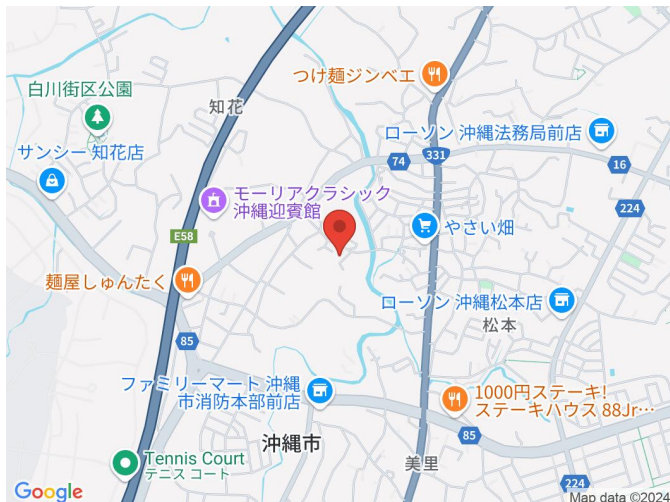 つけ麺ジンベエ
白川街区公園
知花
ローソン 沖縄法務局前店
サンシー 知花店
74
331
16
モーリアクラシック
沖縄迎賓館
224
E58
やさい畑
麺屋しゅんたく
ローソン 沖縄松本店
松本
85
ファミリーマート 沖縄
市消防本部前店
1000円ステーキ!
ステーキハウス 88Jr…
85
沖縄市
Tennis Court
テニス コート
美里
224
Google
Map data ©2024